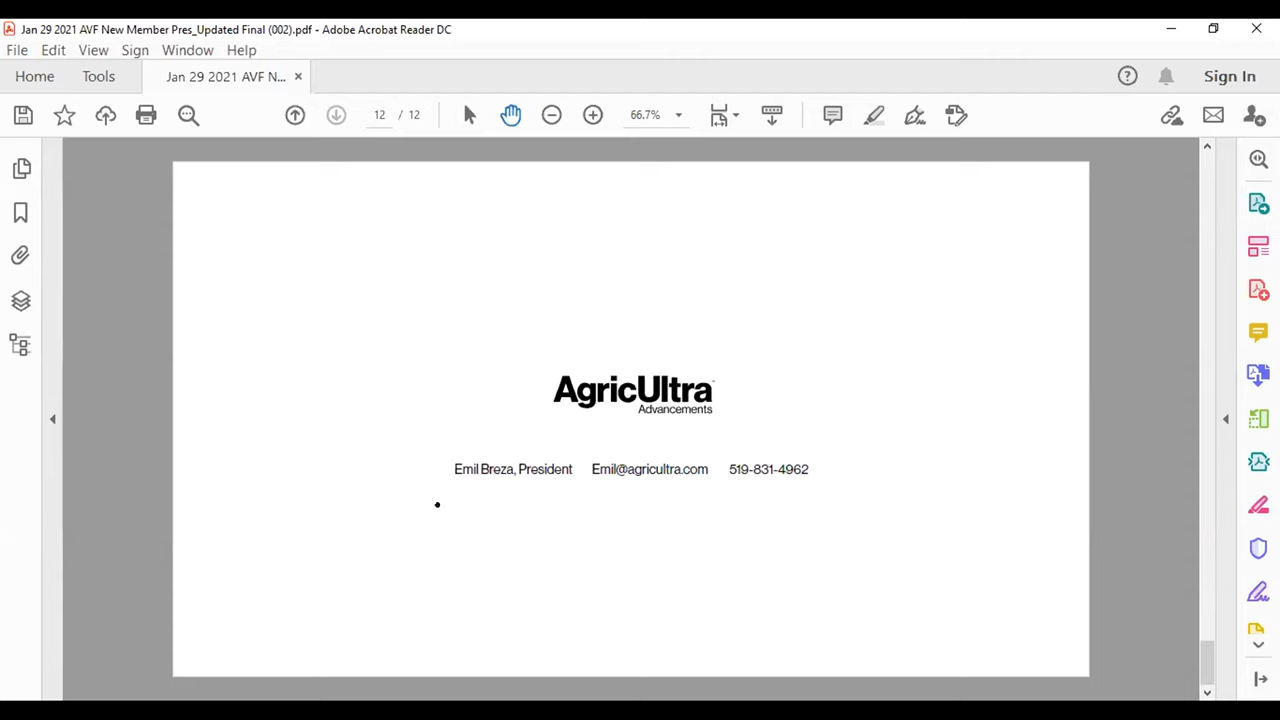 Jan 29 2021 AVF New Member Pres_Updated Final (002).pdf - Adobe Acrobat Reader DC
File Edit View Sign Window Help
Home Tools Jan 29 2021 AVF N... × Sign In
12 / 12 66.7%
AgricUltra
Advancements
Emil Breza, President Emil@agricultra.com 519-831-4962